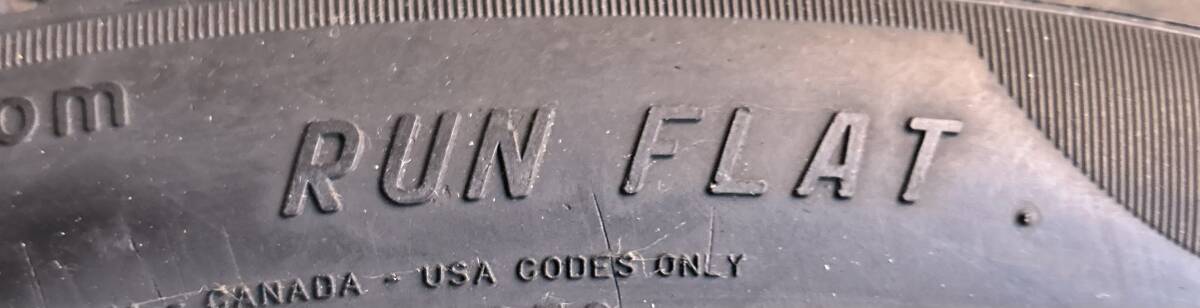 om
RUN FLAT
- CANADA - USA CODES ONLY